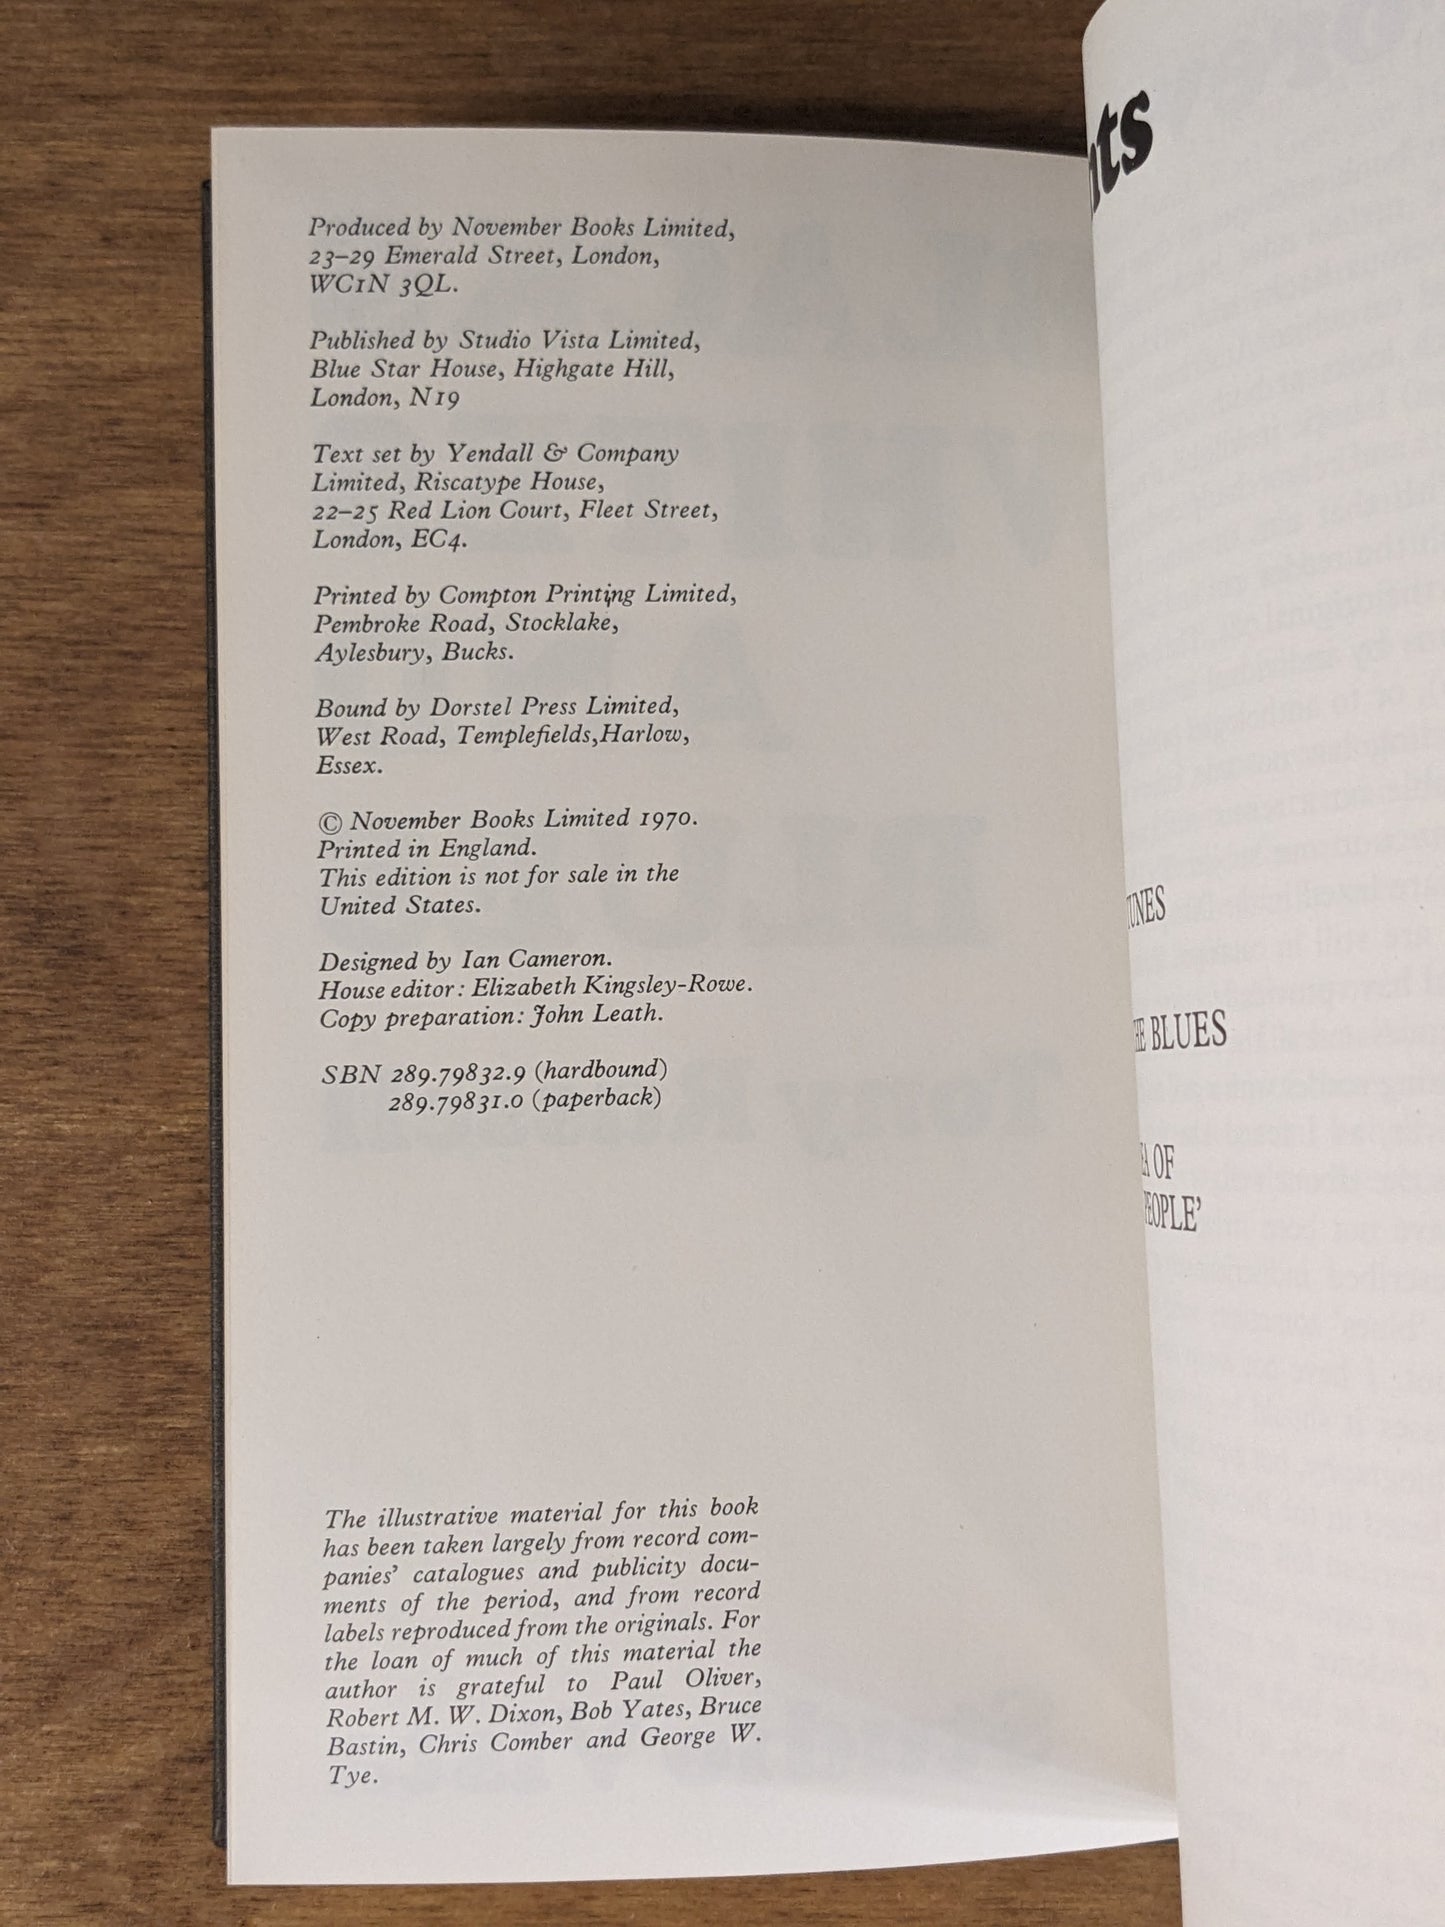 Produced by November Books Limited,
23–29 Emerald Street, London,
WC1N 3QL.
Published by Studio Vista Limited,
Blue Star House, Highgate Hill,
London, N19
Text set by Yendall & Company
Limited, Riscatype House,
22–25 Red Lion Court, Fleet Street,
London, EC4.
Printed by Compton Printing Limited,
Pembroke Road, Stocklake,
Aylesbury, Bucks.
Bound by Dorstel Press Limited,
West Road, Templefields,Harlow,
Essex.
© November Books Limited 1970.
Printed in England.
This edition is not for sale in the
United States.
Designed by Ian Cameron.
House editor: Elizabeth Kingsley-Rowe.
Copy preparation: John Leath.
SBN 289.79832.9 (hardbound)
289.79831.0 (paperback)
The illustrative material for this book
has been taken largely from record com-
panies' catalogues and publicity docu-
ments of the period, and from record
labels reproduced from the originals. For
the loan of much of this material the
author is grateful to Paul Oliver,
Robert M. W. Dixon, Bob Yates, Bruce
Bastin, Chris Comber and George W.
Tye.
nts
TUNES
HE BLUES
EA OF
PEOPLE'